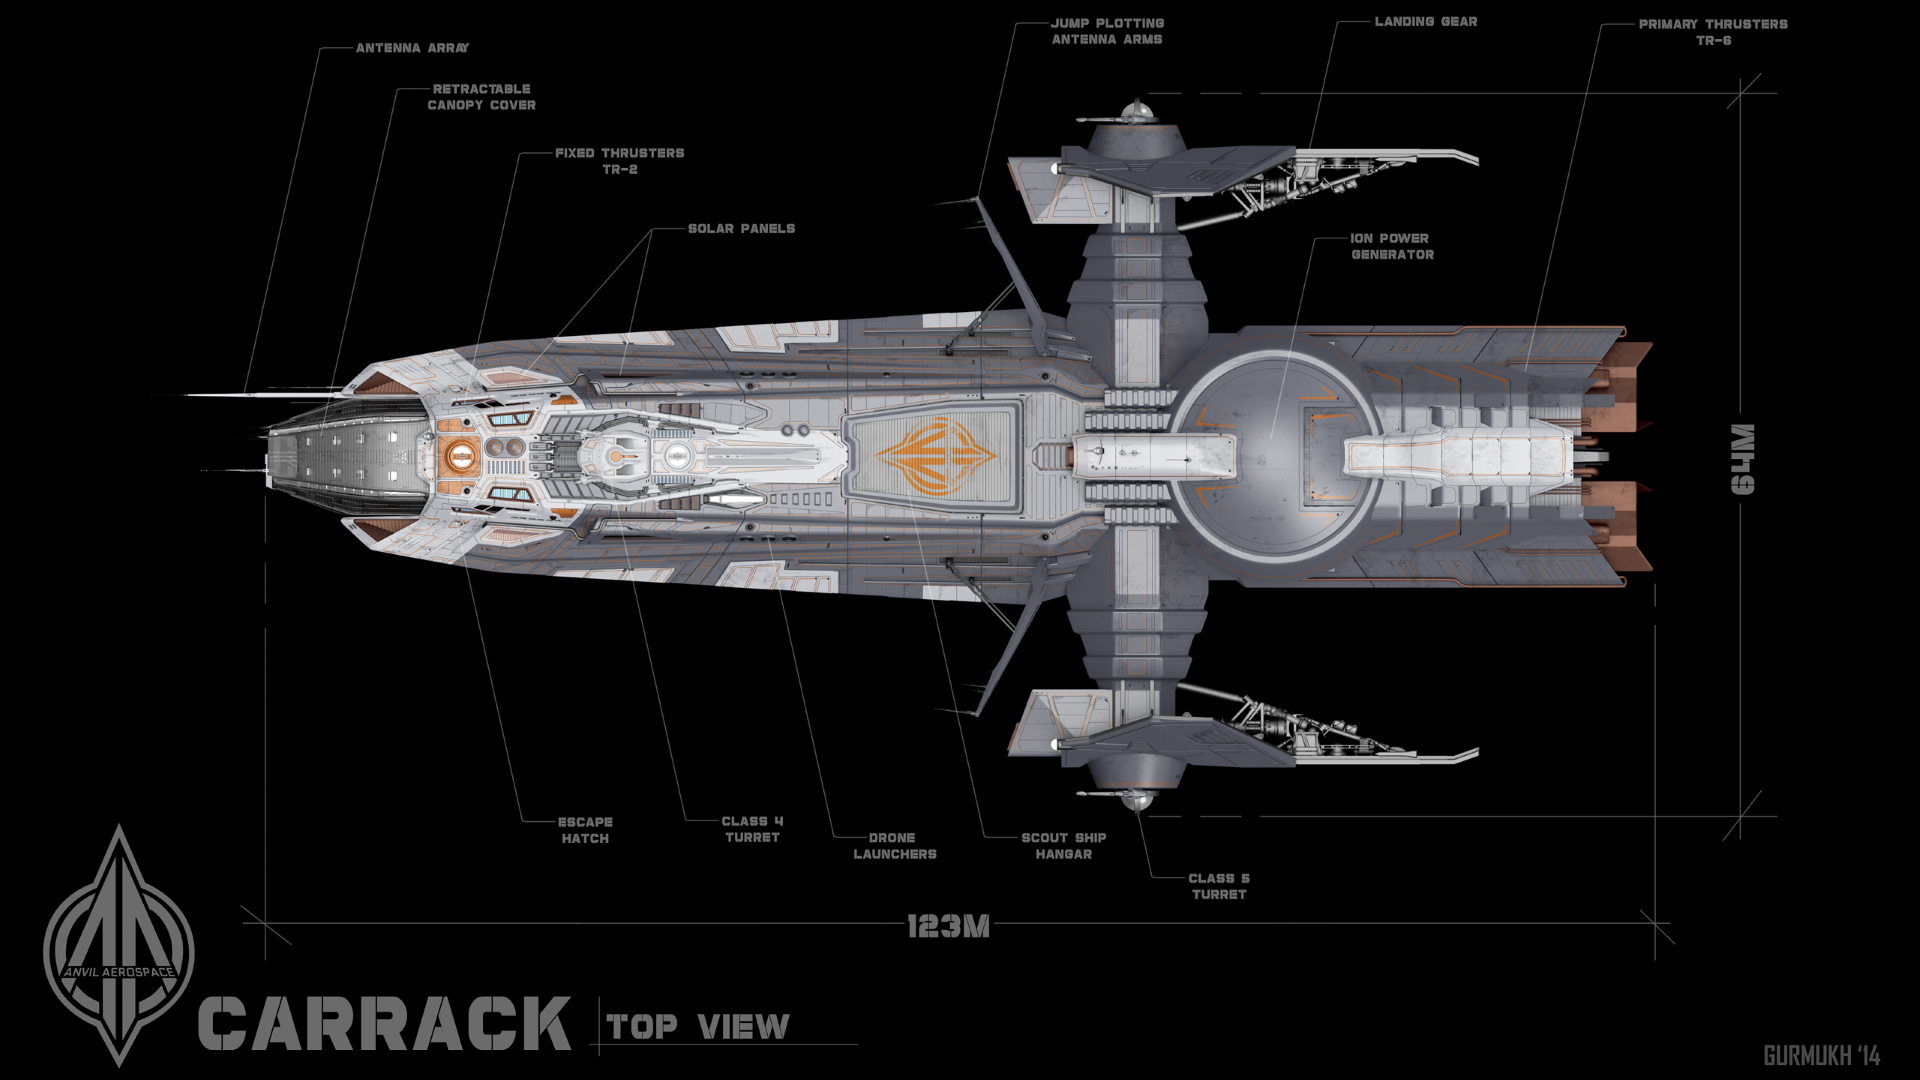 ANTENNA ARRAY
RETRACTABLE
CANOPY COVER
FIXED THRUSTERS
TR-2
SOLAR PANELS
JUMP PLOTTING
ANTENNA ARMS
LANDING GEAR
PRIMARY THRUSTERS
TR-6
ION POWER
GENERATOR
64M
ESCAPE
HATCH
CLASS 4
TURRET
DRONE
LAUNCHERS
SCOUT SHIP
HANGAR
CLASS 5
TURRET
123M
ANVIL AEROSPACE
CARRACK
TOP VIEW
GURMUKH '14